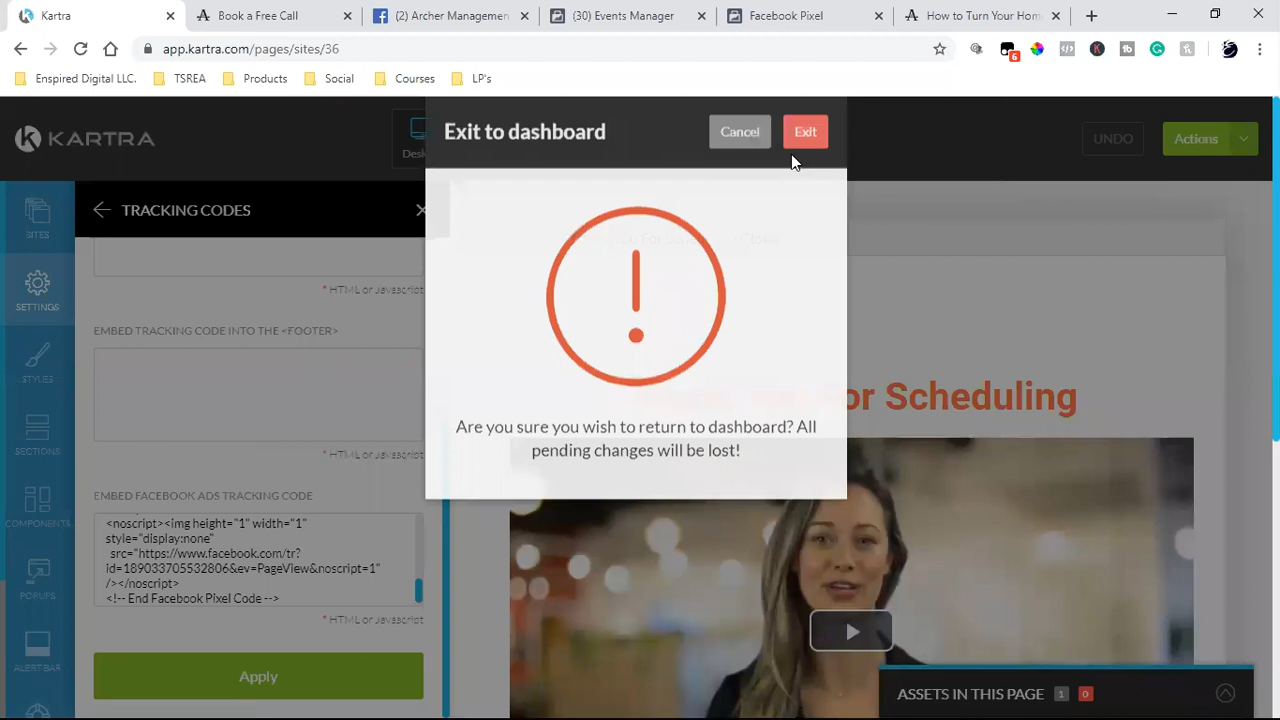 Kartra
Book a Free Call
(2) Archer Managemen
(30) Events Manager
Facebook Pixel
How to Turn Your Hom
app.kartra.com/pages/sites/36
6
Enspired Digital LLC.
TSREA
Products
Social
Courses
LP's
KARTRA
Des
Exit to dashboard
Cancel
Exit
UNDO
Actions
SITES
SETTINGS
STYLES
SECTIONS
COMPONENTS
POPUPS
ALERT-BAR
TRACKING CODES
* HTML or Javascript
EMBED TRACKING CODE INTO THE <FOOTER>
* HTML or Javascript
EMBED FACEBOOK ADS TRACKING CODE
<noscript><img height="1" width="1"
style="display:none"
src="https://www.facebook.com/tr?
id=189033705532806&ev=PageView&noscript=1"
/></noscript>
<!-- End Facebook Pixel Code -->
* HTML or Javascript
Apply
Are you sure you wish to return to dashboard? All
pending changes will be lost!
or Scheduling
ASSETS IN THIS PAGE 1 0